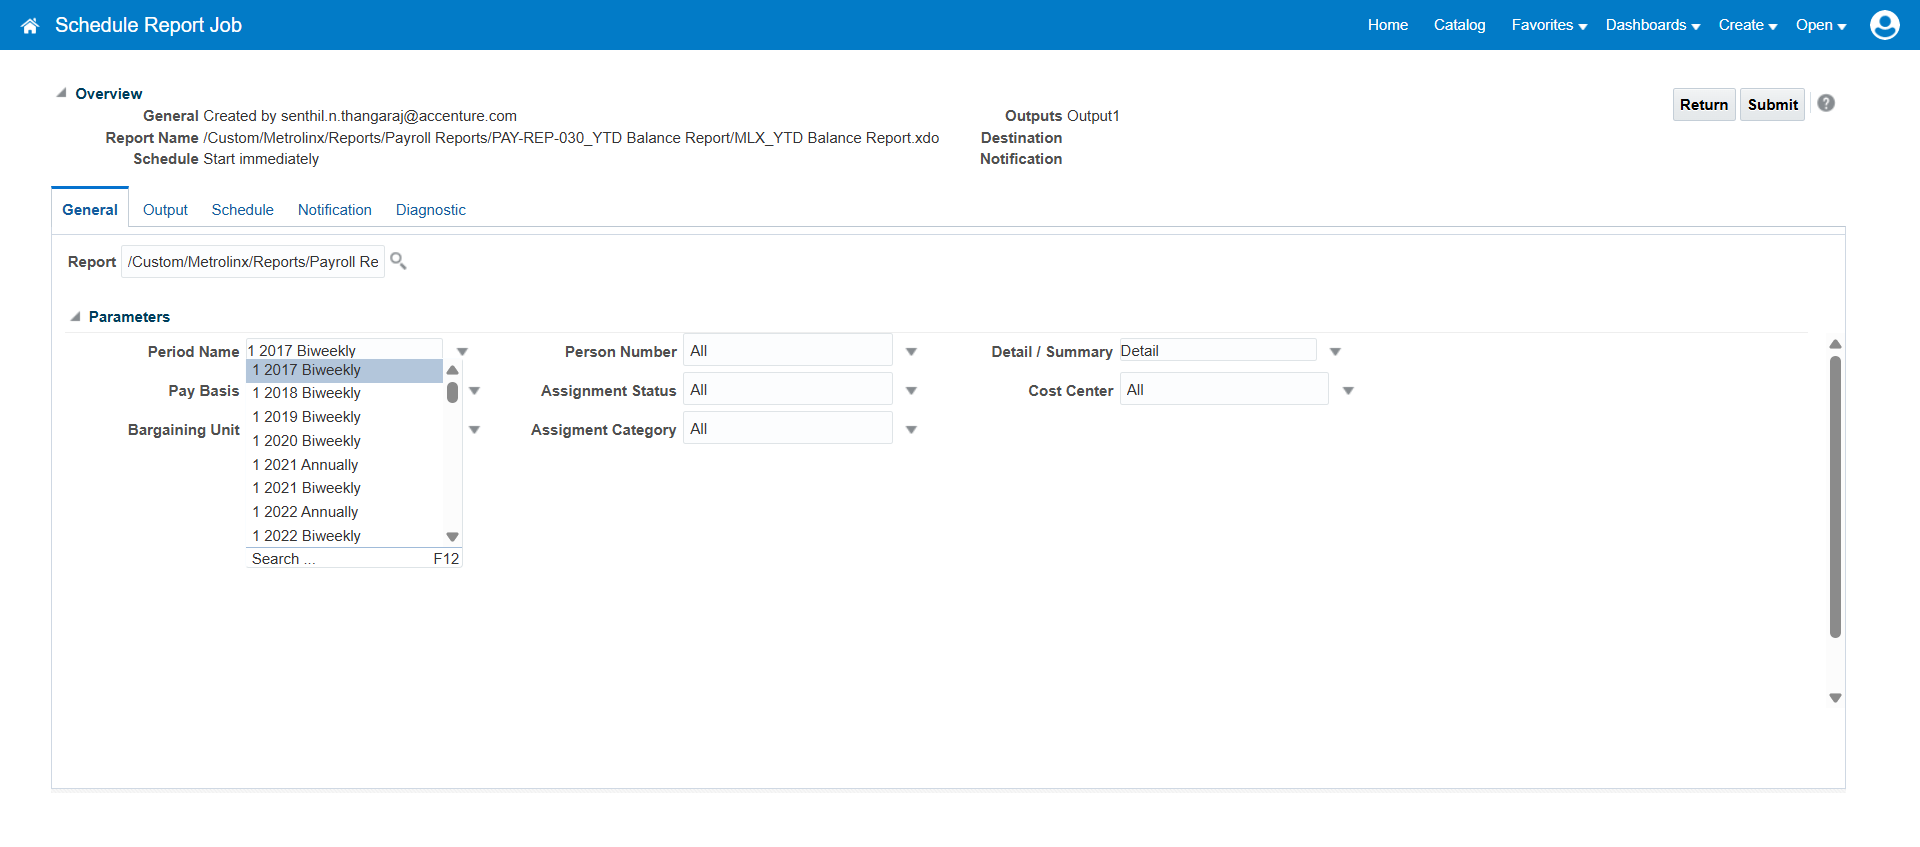 Schedule Report Job
Home Catalog Favorites Dashboards Create Open
Overview
General Created by senthil.n.thangaraj@accenture.com
Report Name /Custom/Metrolinx/Reports/Payroll Reports/PAY-REP-030_YTD Balance Report/MLX_YTD Balance Report.xdo
Schedule Start immediately
Outputs Output1
Destination
Notification
Return Submit ?
General Output Schedule Notification Diagnostic
Report /Custom/Metrolinx/Reports/Payroll Re
Parameters
Period Name 1 2017 Biweekly
1 2017 Biweekly
1 2018 Biweekly
1 2019 Biweekly
1 2020 Biweekly
1 2021 Annually
1 2021 Biweekly
1 2022 Annually
1 2022 Biweekly
Search ... F12
Pay Basis
Bargaining Unit
Person Number All
Assignment Status All
Assigment Category All
Detail / Summary Detail
Cost Center All